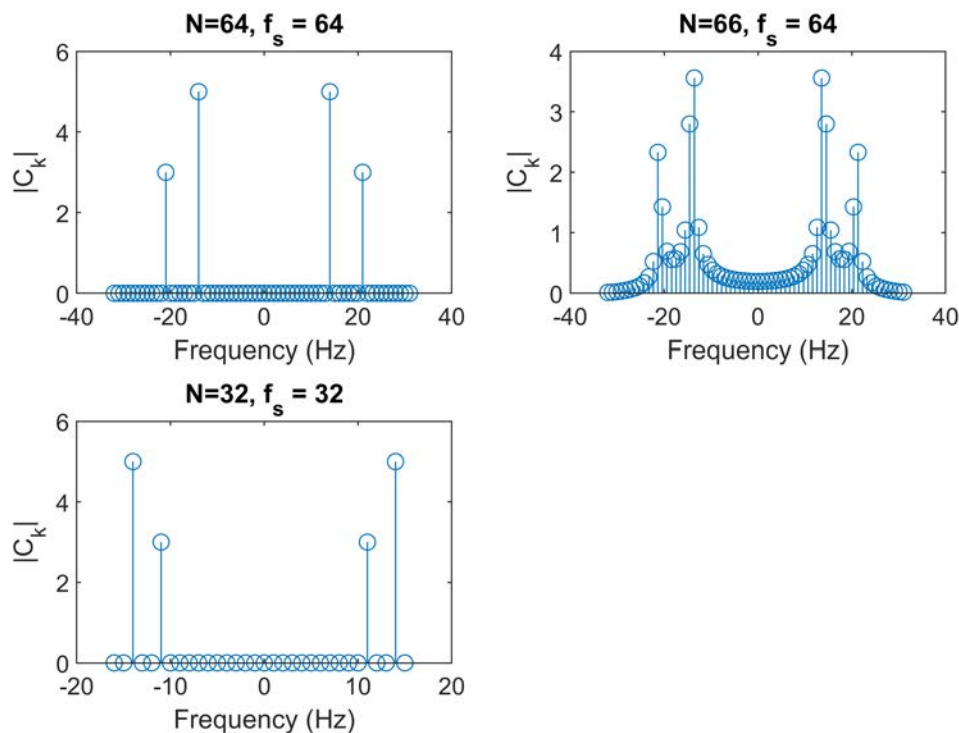 N=64, f_s = 64
6
4
2
0
|C_k|
-40 -20 0 20 40
Frequency (Hz)
N=66, f_s = 64
4
3
2
1
0
|C_k|
-40 -20 0 20 40
Frequency (Hz)
N=32, f_s = 32
6
4
2
0
|C_k|
-20 -10 0 10 20
Frequency (Hz)